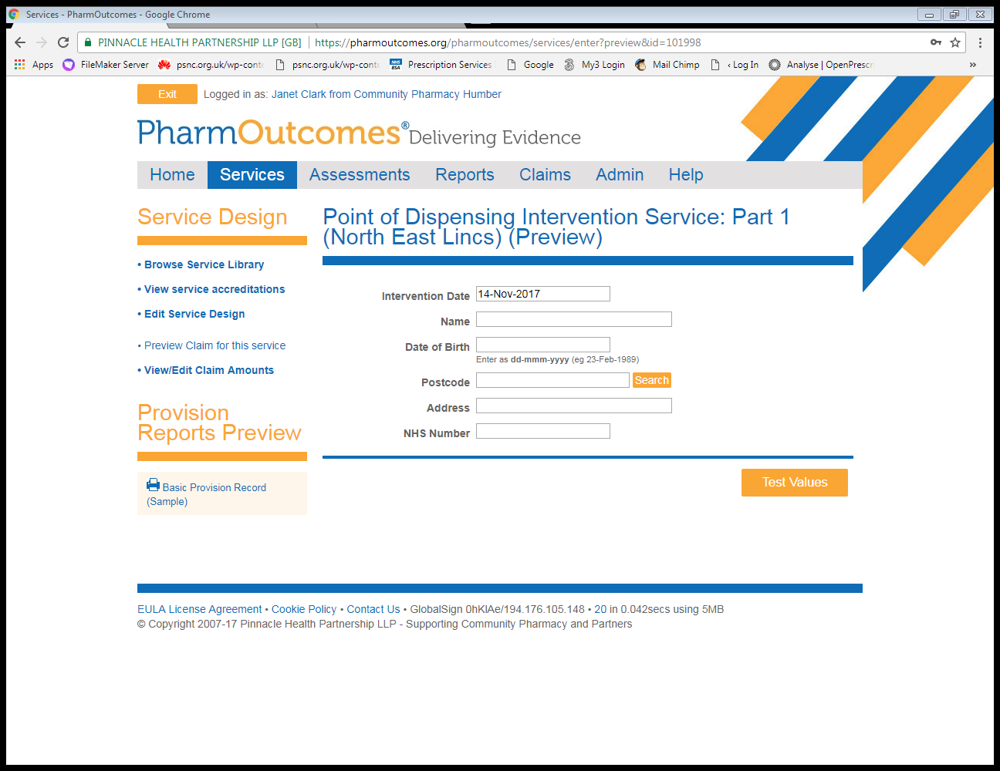 Services - PharmOutcomes - Google Chrome
PINNACLE HEALTH PARTNERSHIP LLP [GB] https://pharmoutcomes.org/pharmoutcomes/services/enter?preview&id=101998
Apps FileMaker Server psnc.org.uk/wp-conte psnc.org.uk/wp-conte NHS BSA Prescription Services Google My3 Login Mail Chimp ‹ Log In Analyse | OpenPrescr »
Exit Logged in as: Janet Clark from Community Pharmacy Humber
PharmOutcomes® Delivering Evidence
Home Services Assessments Reports Claims Admin Help
Service Design
• Browse Service Library
• View service accreditations
• Edit Service Design
• Preview Claim for this service
• View/Edit Claim Amounts
Provision
Reports Preview
Basic Provision Record
(Sample)
Point of Dispensing Intervention Service: Part 1
(North East Lincs) (Preview)
Intervention Date 14-Nov-2017
Name
Date of Birth
Enter as dd-mmm-yyyy (eg 23-Feb-1989)
Postcode Search
Address
NHS Number
Test Values
EULA License Agreement • Cookie Policy • Contact Us • GlobalSign 0hKlAe/194.176.105.148 • 20 in 0.042secs using 5MB
© Copyright 2007-17 Pinnacle Health Partnership LLP - Supporting Community Pharmacy and Partners